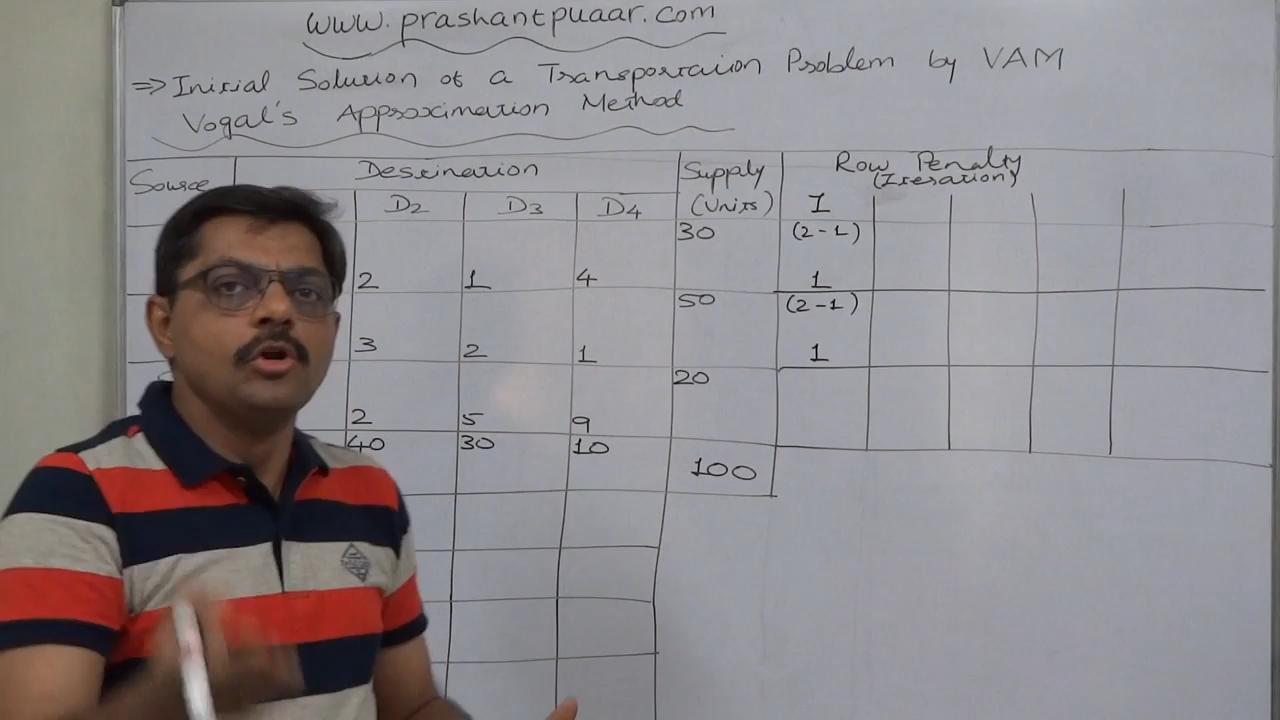 www.prashantpuaar.com
⇒ Initial Solution of a Transportaion Problem by VAM
Vogal's Approximation Method
Source Destination Supply (Units) Row Penalty (Iteration)
D2 D3 D4 1
30 (2-1)
2 1 4 1
50 (2-1)
3 2 1 1
20
2 5 9
40 30 10
100